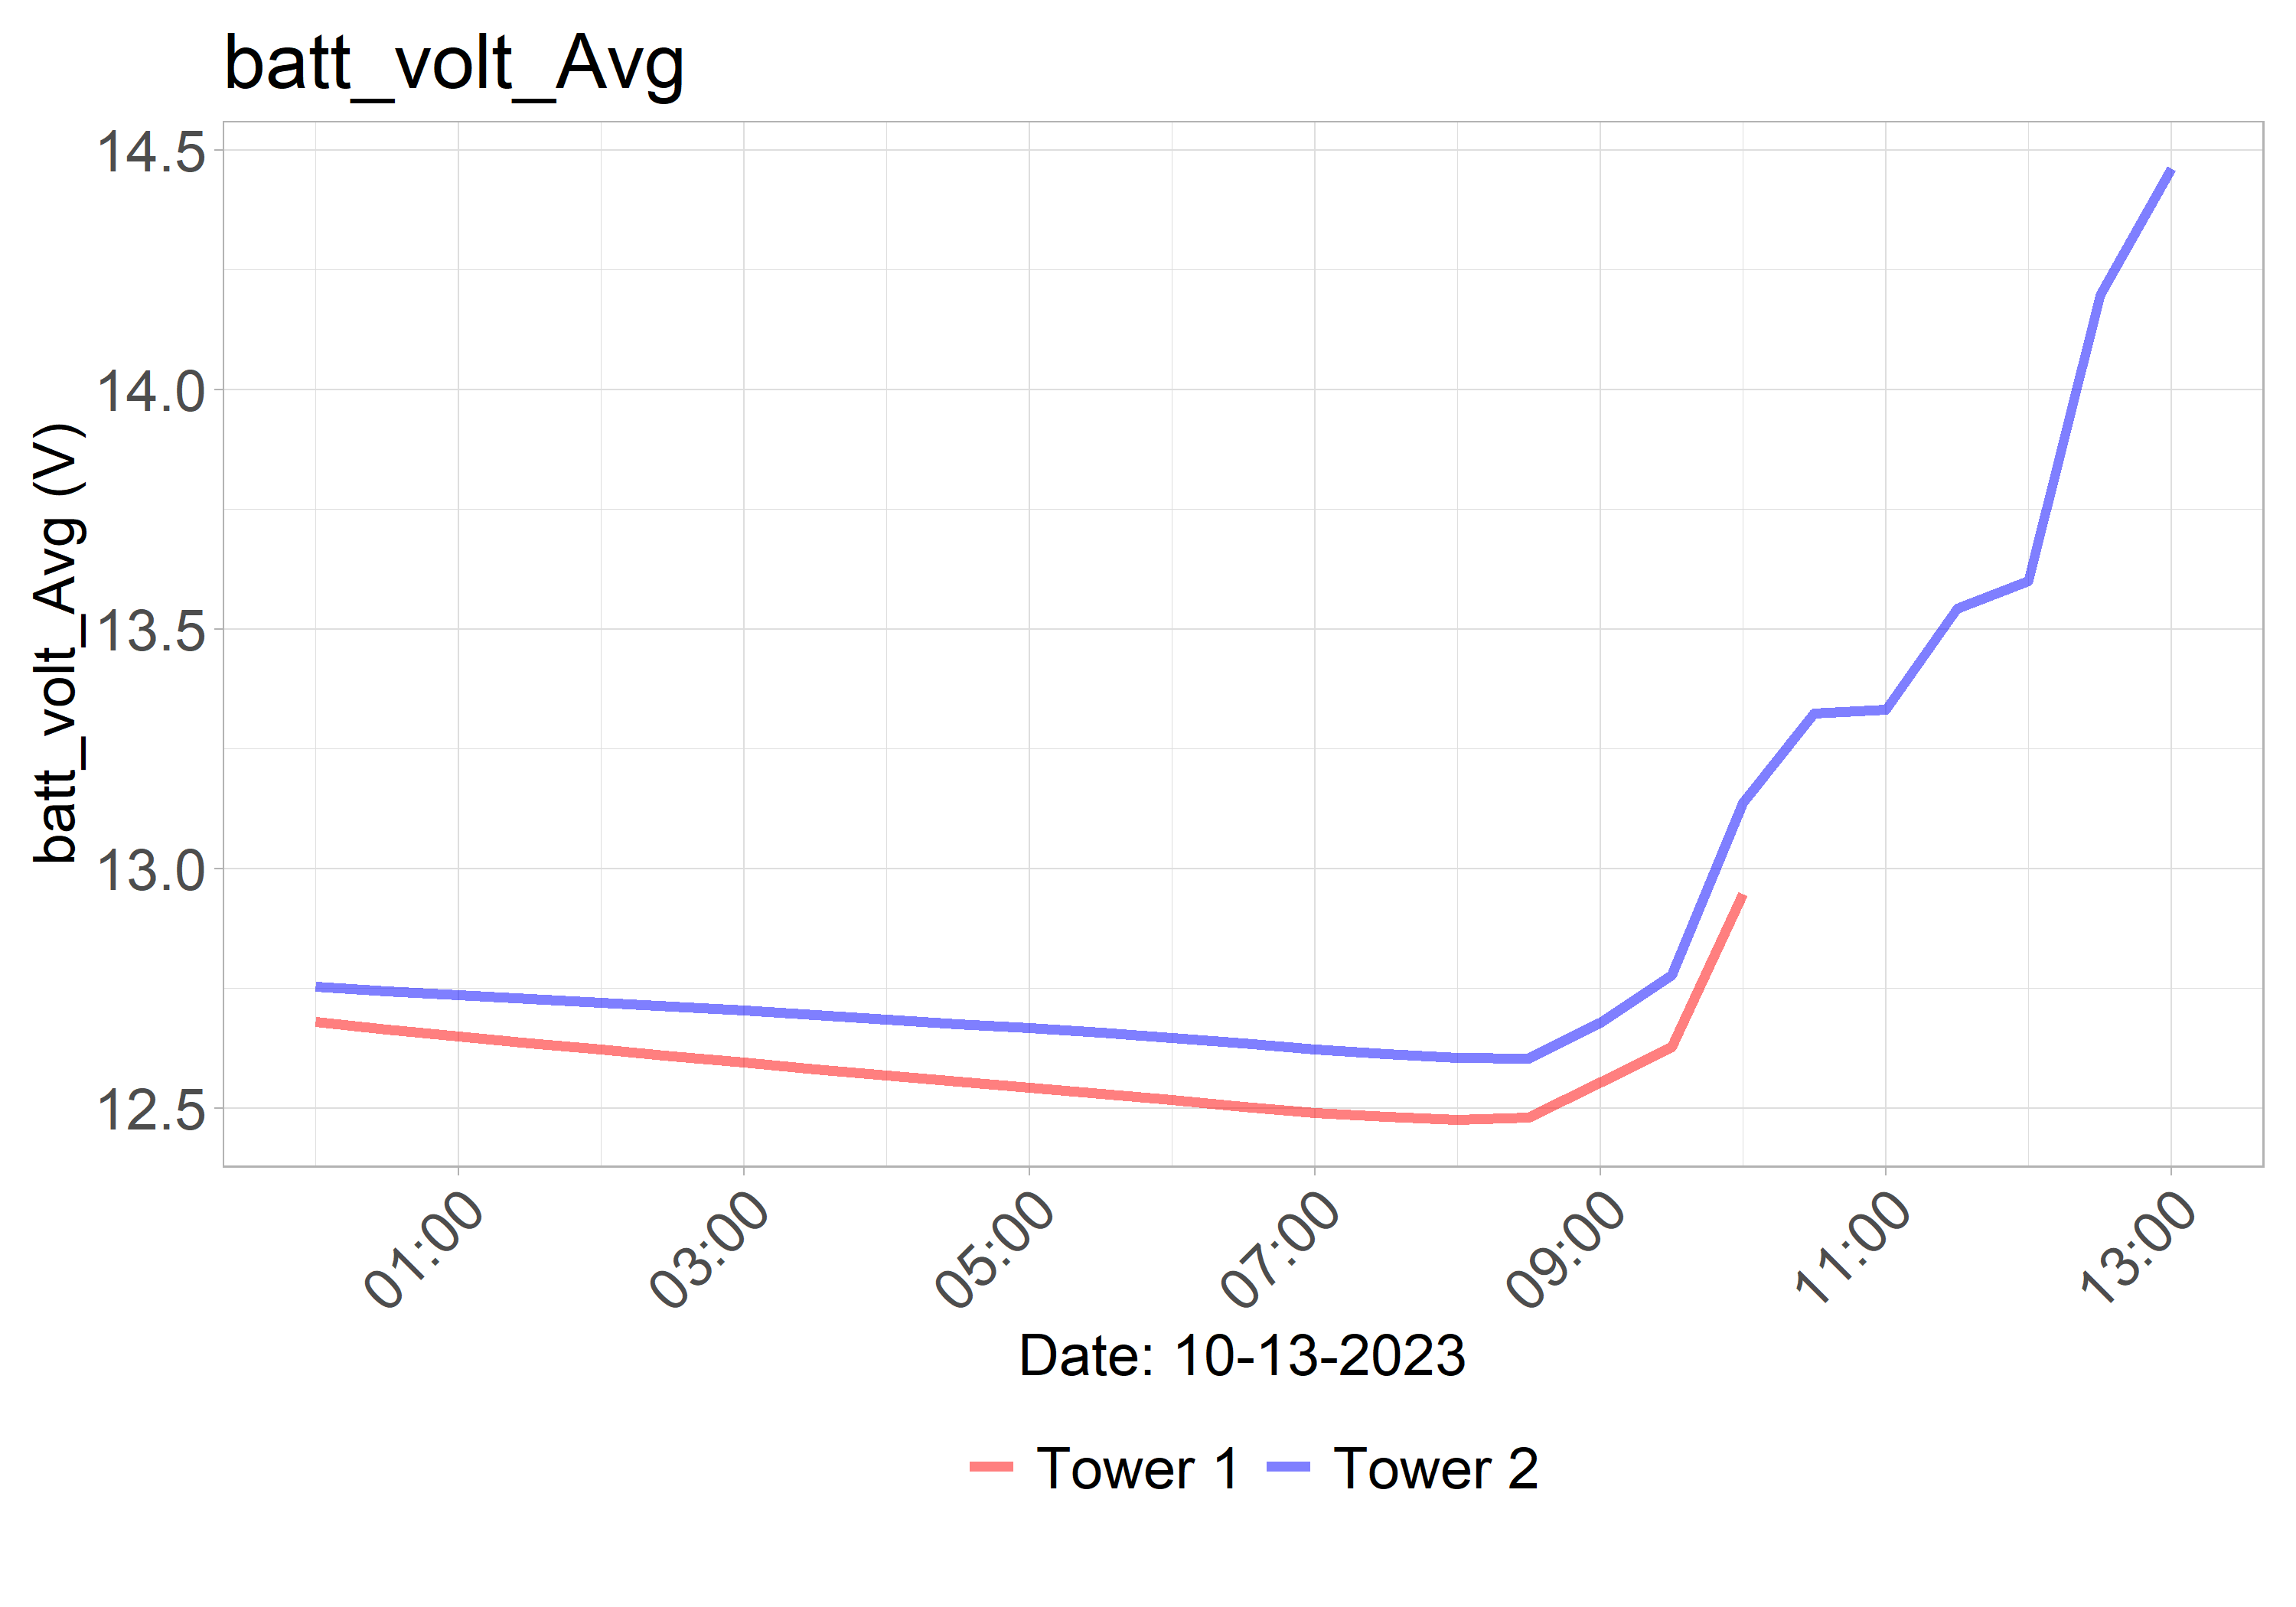 batt_volt_Avg
batt_volt_Avg (V)
14.5
14.0
13.5
13.0
12.5
01:00 03:00 05:00 07:00 09:00 11:00 13:00
Date: 10-13-2023
Tower 1 Tower 2